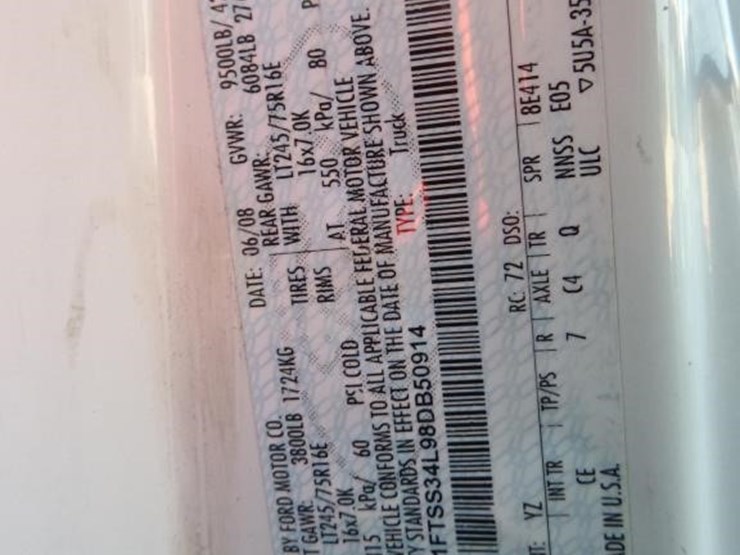 BY FORD MOTOR CO.
DATE: 06/08 GVWR: 9500LB/
T GAWR: 3800LB 1724KG REAR GAWR: 6084LB
LT245/75R16E TIRES WITH LT245/75R16E
16x7.0K RIMS 16x7.0K
15 kPa/ 60 PSI COLD AT 550 kPa/ 80 P
VEHICLE CONFORMS TO ALL APPLICABLE FEDERAL MOTOR VEHICLE
Y STANDARDS IN EFFECT ON THE DATE OF MANUFACTURE SHOWN ABOVE.
1FTSS34L98DB50914 TYPE: Truck
T: YZ RC: 72 DSO:
INT TR TP/PS R AXLE TR SPR 8E414
CE 7 C4 Q NNSS E05
DE IN U.S.A. ULC ▽5U5A-35